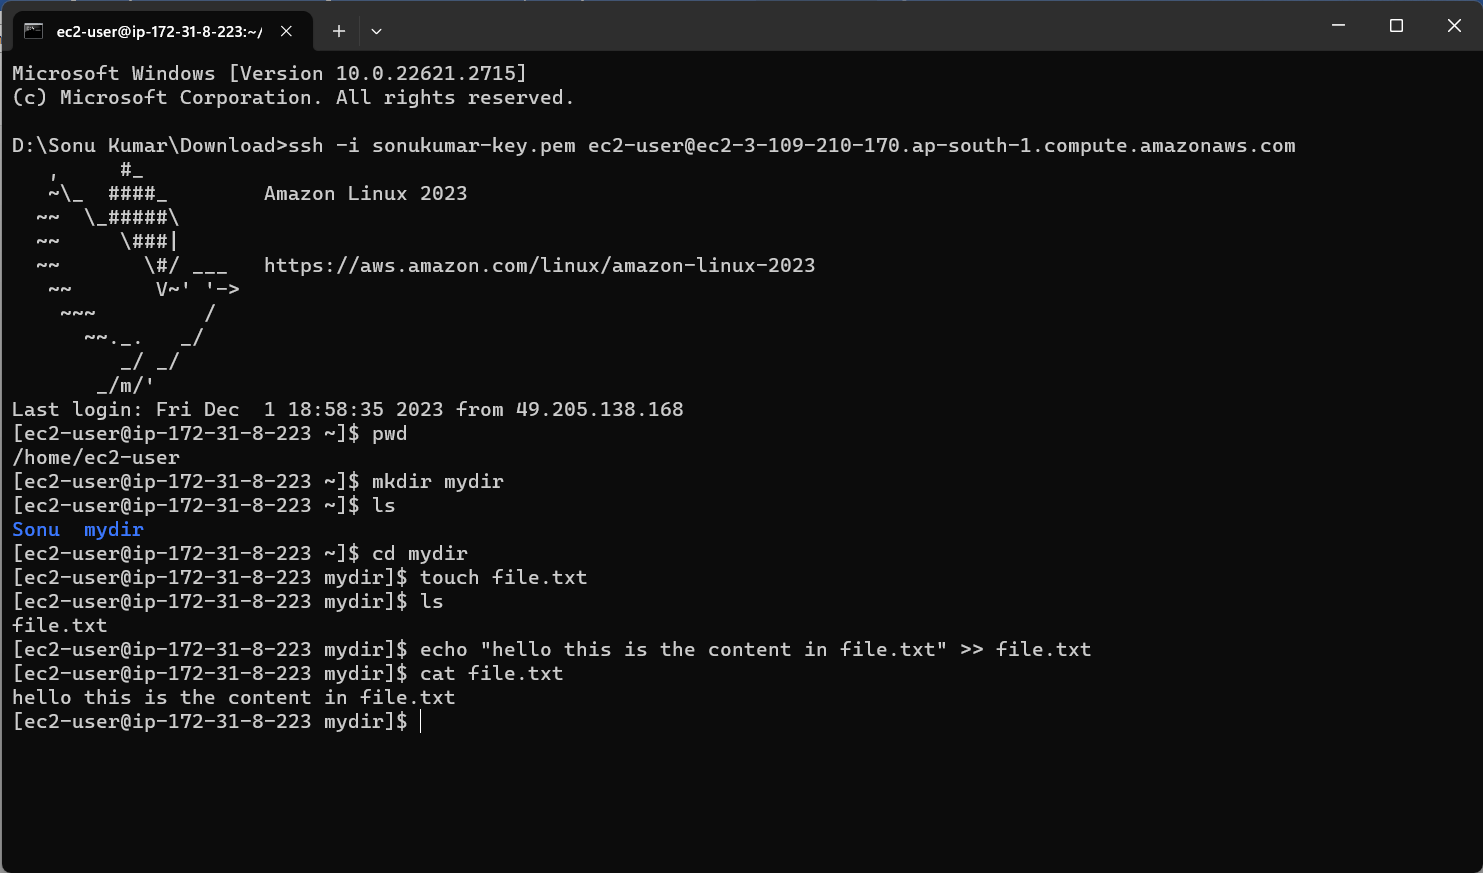 ec2-user@ip-172-31-8-223:~/
Microsoft Windows [Version 10.0.22621.2715]
(c) Microsoft Corporation. All rights reserved.

D:\Sonu Kumar\Download>ssh -i sonukumar-key.pem ec2-user@ec2-3-109-210-170.ap-south-1.compute.amazonaws.com
   ,     #_
   ~\_  ####_        Amazon Linux 2023
  ~~  \_#####\
  ~~     \###|
  ~~       \#/ ___   https://aws.amazon.com/linux/amazon-linux-2023
   ~~       V~' '->
    ~~~         /
      ~~._.   _/
         _/ _/
       _/m/'
Last login: Fri Dec  1 18:58:35 2023 from 49.205.138.168
[ec2-user@ip-172-31-8-223 ~]$ pwd
/home/ec2-user
[ec2-user@ip-172-31-8-223 ~]$ mkdir mydir
[ec2-user@ip-172-31-8-223 ~]$ ls
Sonu  mydir
[ec2-user@ip-172-31-8-223 ~]$ cd mydir
[ec2-user@ip-172-31-8-223 mydir]$ touch file.txt
[ec2-user@ip-172-31-8-223 mydir]$ ls
file.txt
[ec2-user@ip-172-31-8-223 mydir]$ echo "hello this is the content in file.txt" >> file.txt
[ec2-user@ip-172-31-8-223 mydir]$ cat file.txt
hello this is the content in file.txt
[ec2-user@ip-172-31-8-223 mydir]$